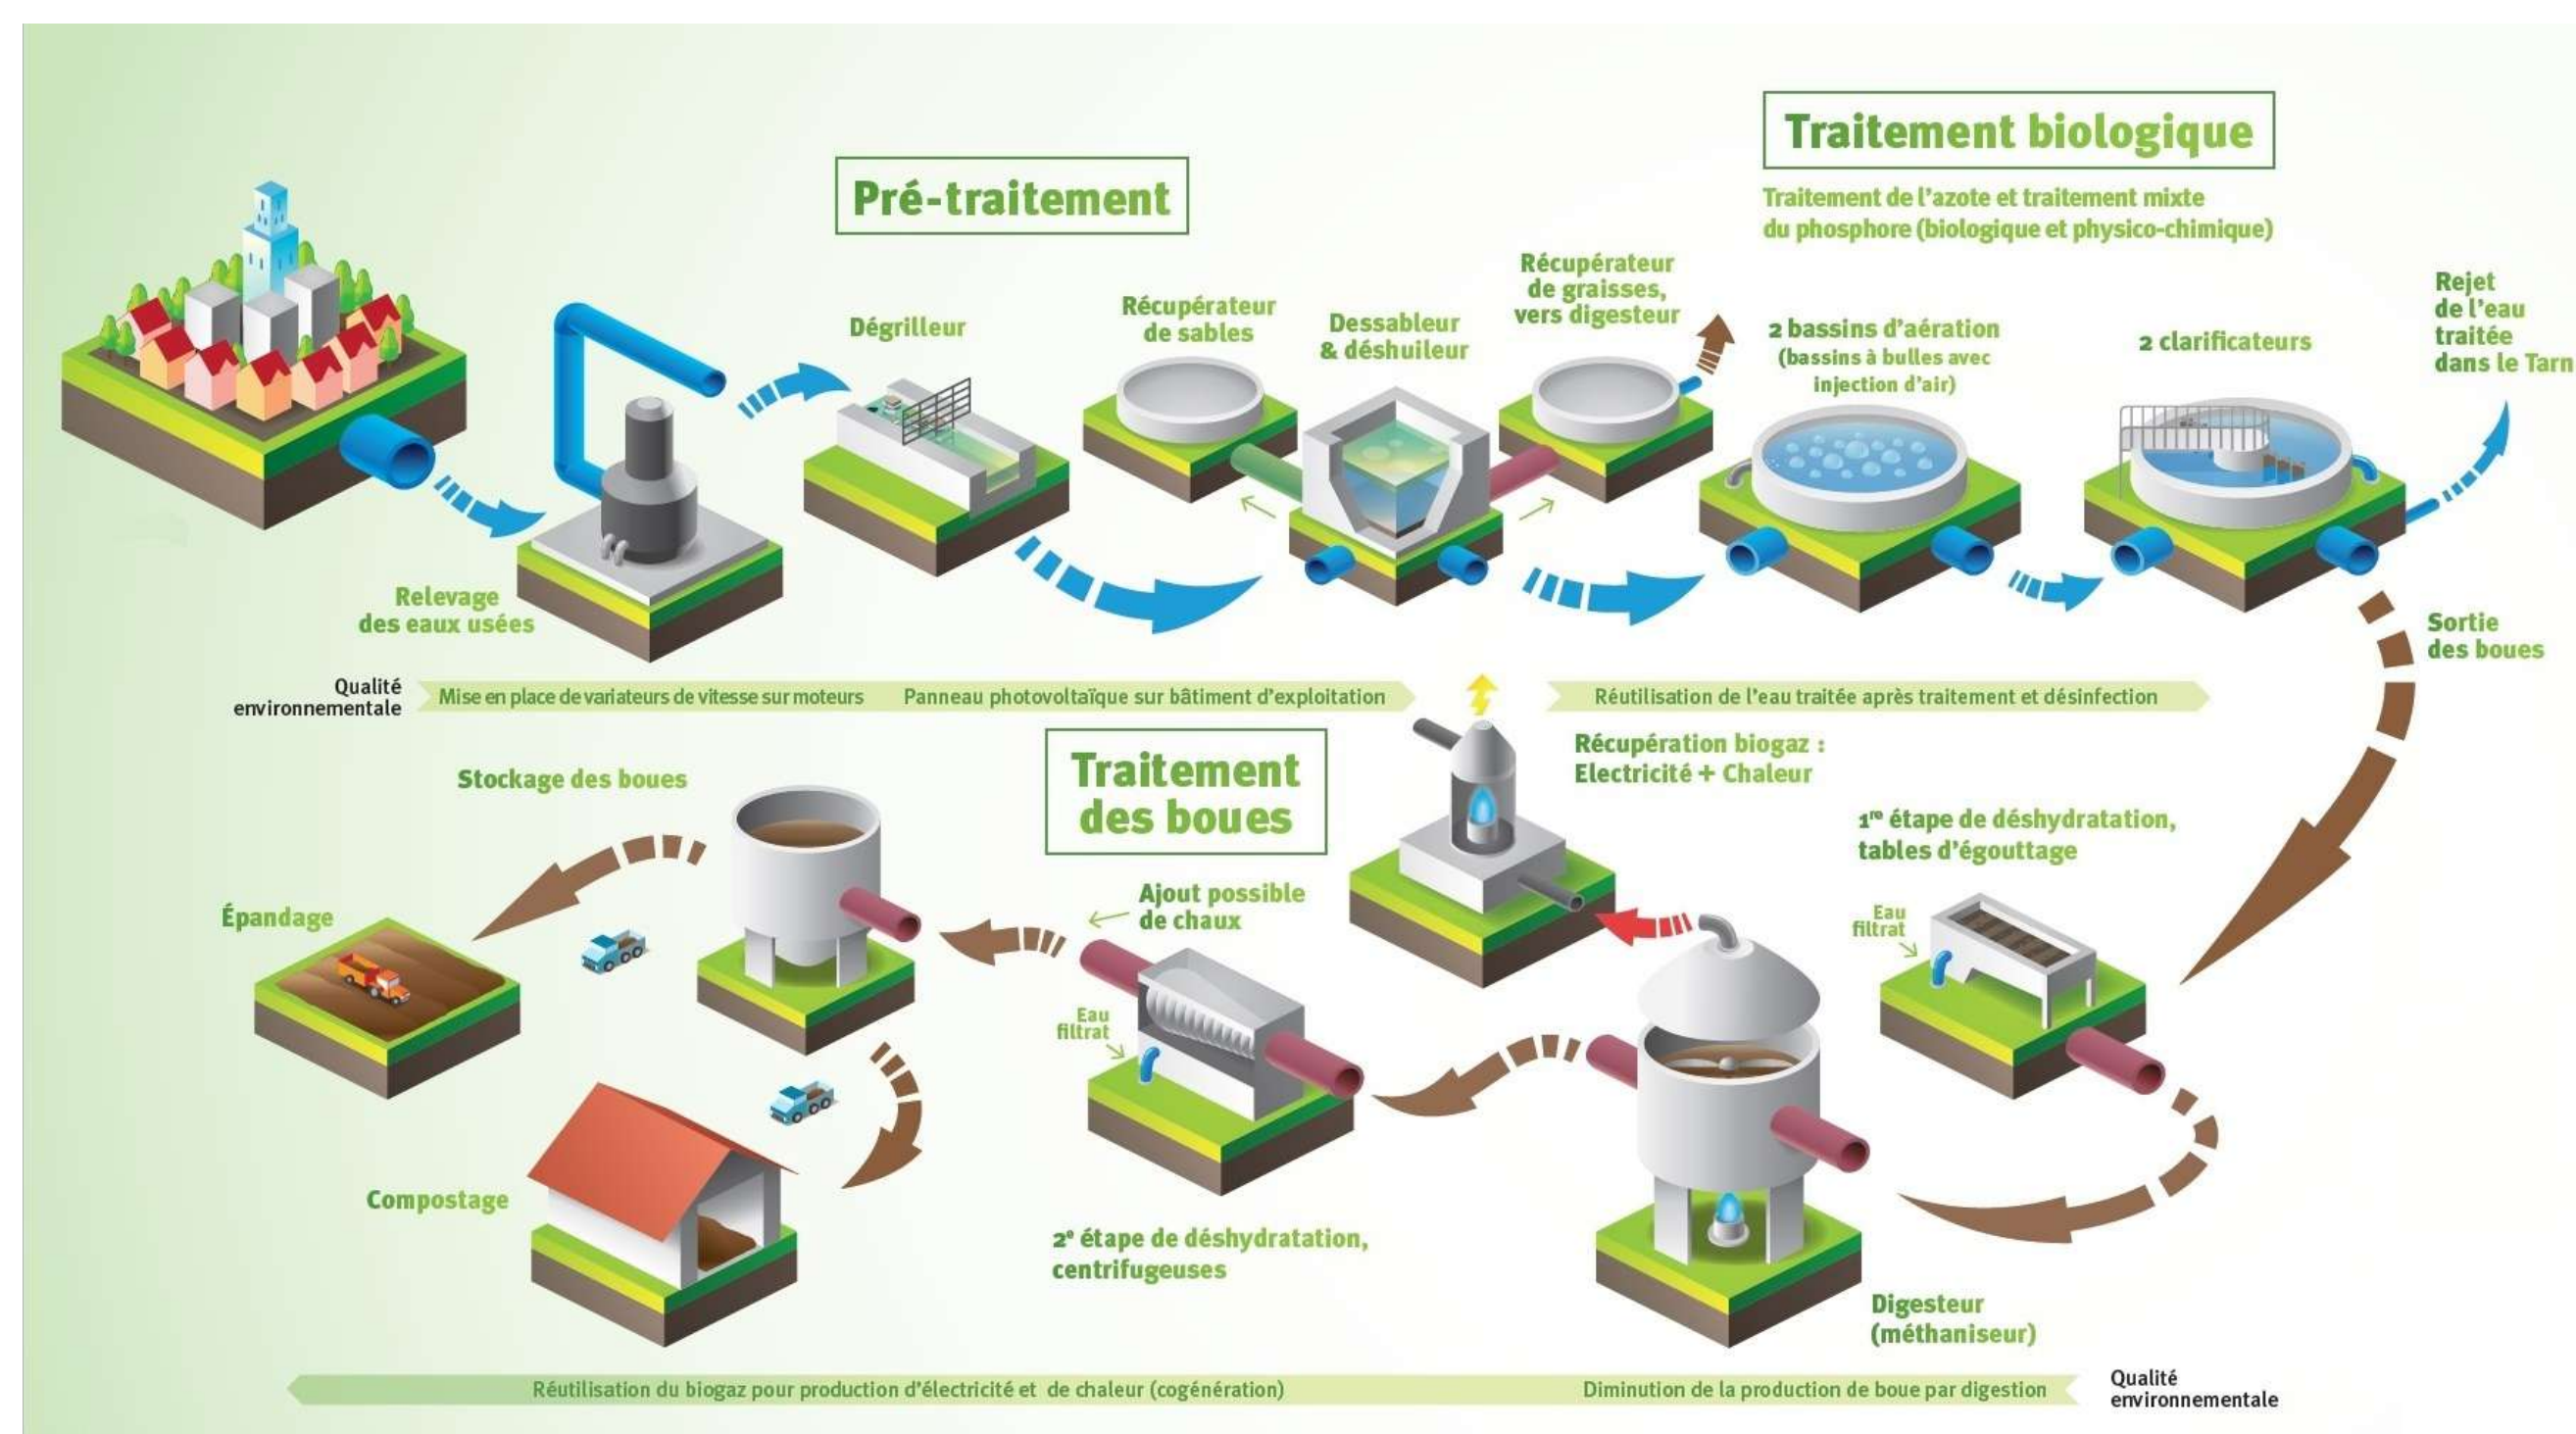 Pré-traitement
Traitement biologique
Traitement de l'azote et traitement mixte
du phosphore (biologique et physico-chimique)
Relevage
des eaux usées
Dégrilleur
Récupérateur
de sables
Dessableur
& déshuileur
Récupérateur
de graisses,
vers digesteur
2 bassins d'aération
(bassins à bulles avec
injection d'air)
2 clarificateurs
Rejet
de l'eau
traitée
dans le Tarn
Sortie
des boues
Qualité
environnementale
Mise en place de variateurs de vitesse sur moteurs
Panneau photovoltaïque sur bâtiment d'exploitation
Réutilisation de l'eau traitée après traitement et désinfection
Traitement
des boues
Récupération biogaz :
Electricité + Chaleur
1re étape de déshydratation,
tables d'égouttage
Eau
filtrat
Stockage des boues
Ajout possible
de chaux
Épandage
Eau
filtrat
Compostage
2e étape de déshydratation,
centrifugeuses
Digesteur
(méthaniseur)
Réutilisation du biogaz pour production d'électricité et de chaleur (cogénération)
Diminution de la production de boue par digestion
Qualité
environnementale